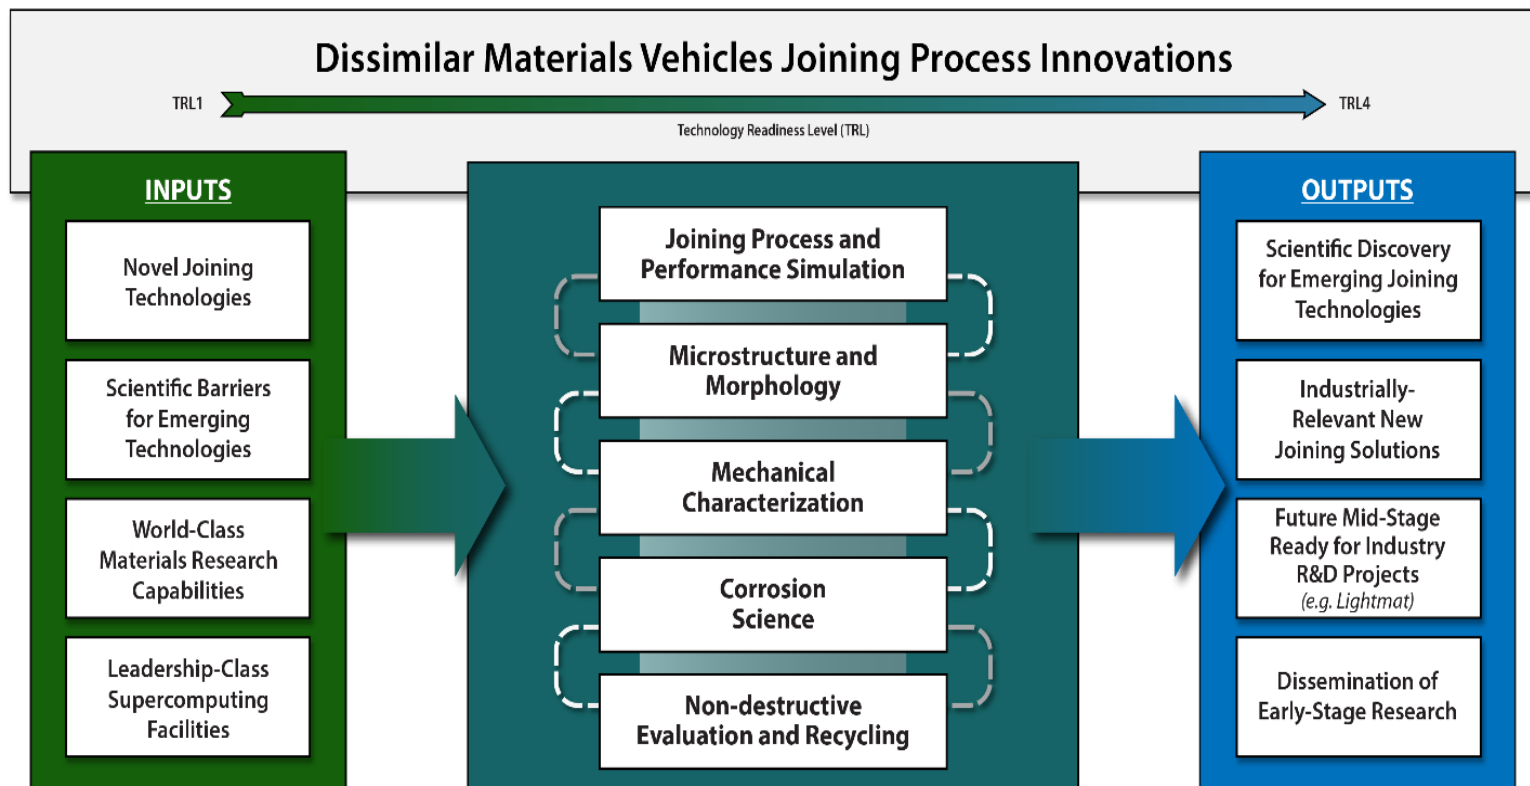 Dissimilar Materials Vehicles Joining Process Innovations
TRL1
TRL4
Technology Readiness Level (TRL)
INPUTS
Novel Joining
Technologies
Scientific Barriers
for Emerging
Technologies
World-Class
Materials Research
Capabilities
Leadership-Class
Supercomputing
Facilities
Joining Process and
Performance Simulation
Microstructure and
Morphology
Mechanical
Characterization
Corrosion
Science
Non-destructive
Evaluation and Recycling
OUTPUTS
Scientific Discovery
for Emerging Joining
Technologies
Industrially-
Relevant New
Joining Solutions
Future Mid-Stage
Ready for Industry
R&D Projects
(e.g. Lightmat)
Dissemination of
Early-Stage Research